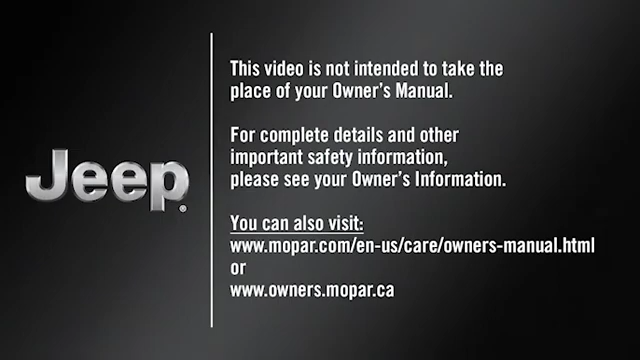 Jeep®
This video is not intended to take the
place of your Owner's Manual.
For complete details and other
important safety information,
please see your Owner's Information.
You can also visit:
www.mopar.com/en-us/care/owners-manual.html
or
www.owners.mopar.ca